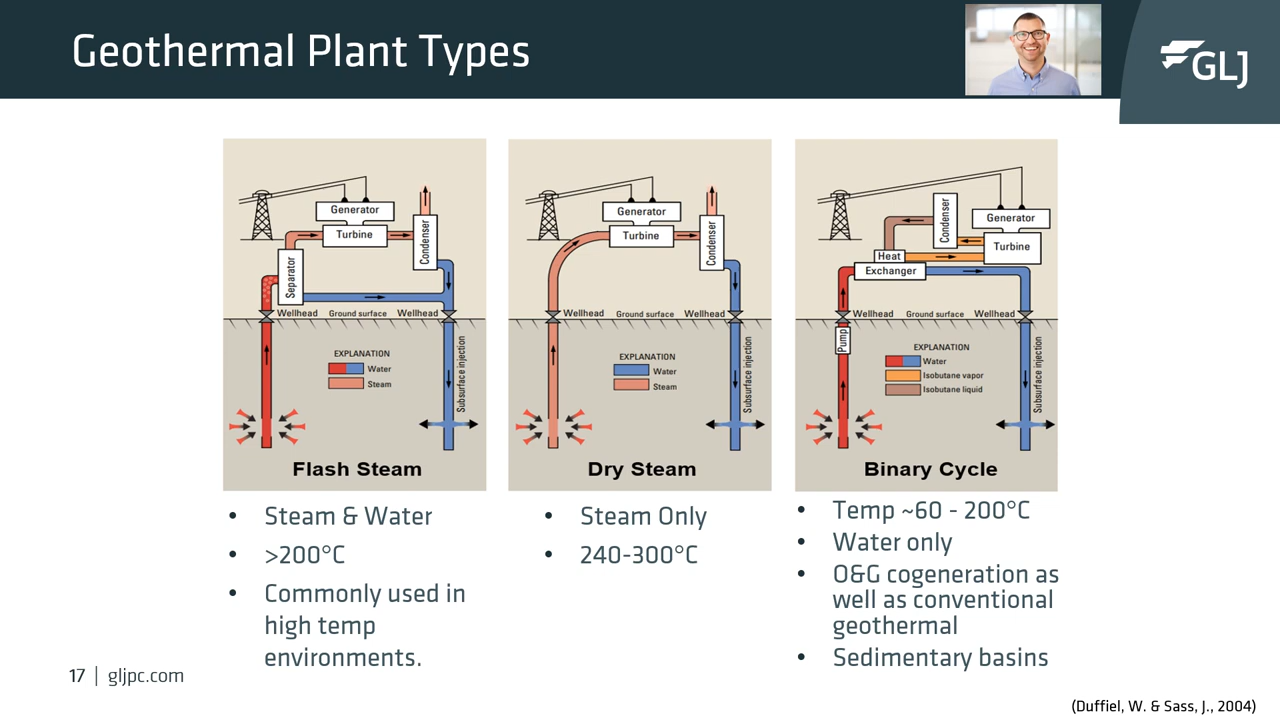 Geothermal Plant Types
GLJ
Generator
Turbine
Condenser
Separator
Wellhead
Ground surface
Wellhead
EXPLANATION
Water
Steam
Subsurface injection
Flash Steam
Generator
Turbine
Condenser
Wellhead
Ground surface
Wellhead
EXPLANATION
Water
Steam
Subsurface injection
Dry Steam
Condenser
Generator
Turbine
Heat
Exchanger
Wellhead
Ground surface
Wellhead
Pump
EXPLANATION
Water
Isobutane vapor
Isobutane liquid
Subsurface injection
Binary Cycle
• Steam & Water
• >200°C
• Commonly used in
high temp
environments.
• Steam Only
• 240-300°C
• Temp ~60 - 200°C
• Water only
• O&G cogeneration as
well as conventional
geothermal
• Sedimentary basins
17 | gljpc.com
(Duffiel, W. & Sass, J., 2004)